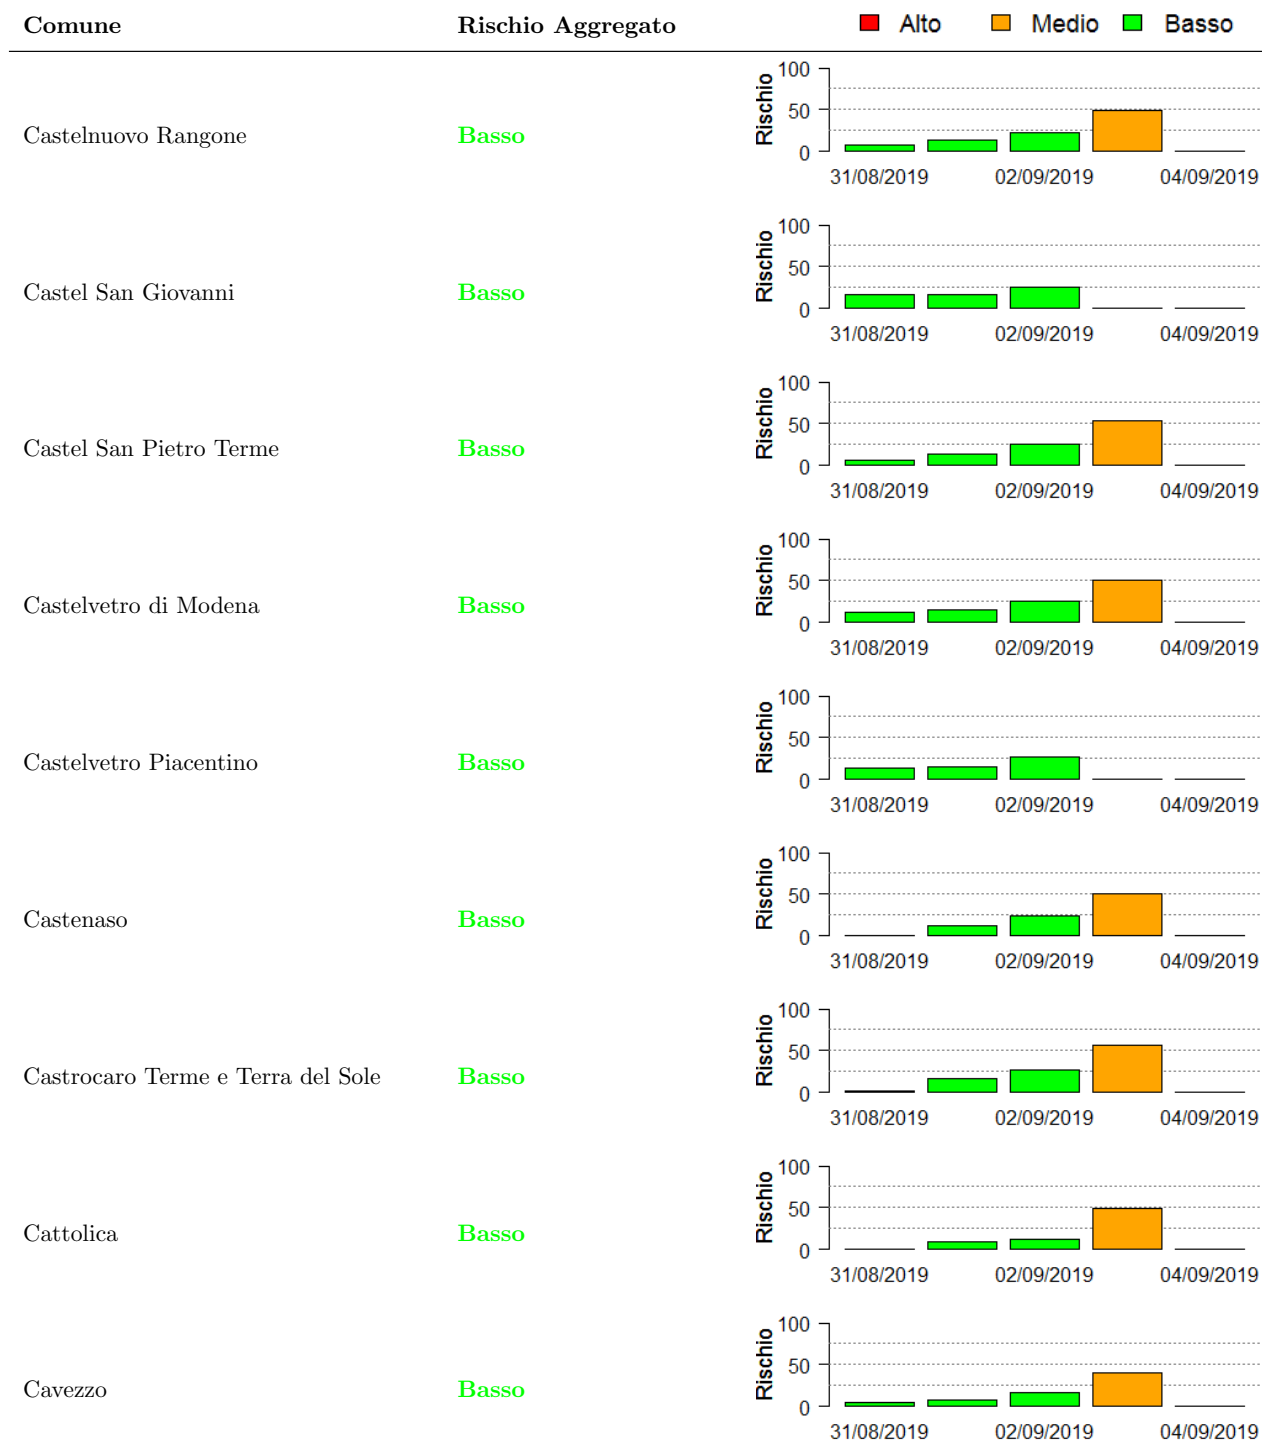 Comune Rischio Aggregato Alto Medio Basso
Castelnuovo Rangone Basso
Rischio
100
50
0
31/08/2019 02/09/2019 04/09/2019
Castel San Giovanni Basso
Rischio
100
50
0
31/08/2019 02/09/2019 04/09/2019
Castel San Pietro Terme Basso
Rischio
100
50
0
31/08/2019 02/09/2019 04/09/2019
Castelvetro di Modena Basso
Rischio
100
50
0
31/08/2019 02/09/2019 04/09/2019
Castelvetro Piacentino Basso
Rischio
100
50
0
31/08/2019 02/09/2019 04/09/2019
Castenaso Basso
Rischio
100
50
0
31/08/2019 02/09/2019 04/09/2019
Castrocaro Terme e Terra del Sole Basso
Rischio
100
50
0
31/08/2019 02/09/2019 04/09/2019
Cattolica Basso
Rischio
100
50
0
31/08/2019 02/09/2019 04/09/2019
Cavezzo Basso
Rischio
100
50
0
31/08/2019 02/09/2019 04/09/2019